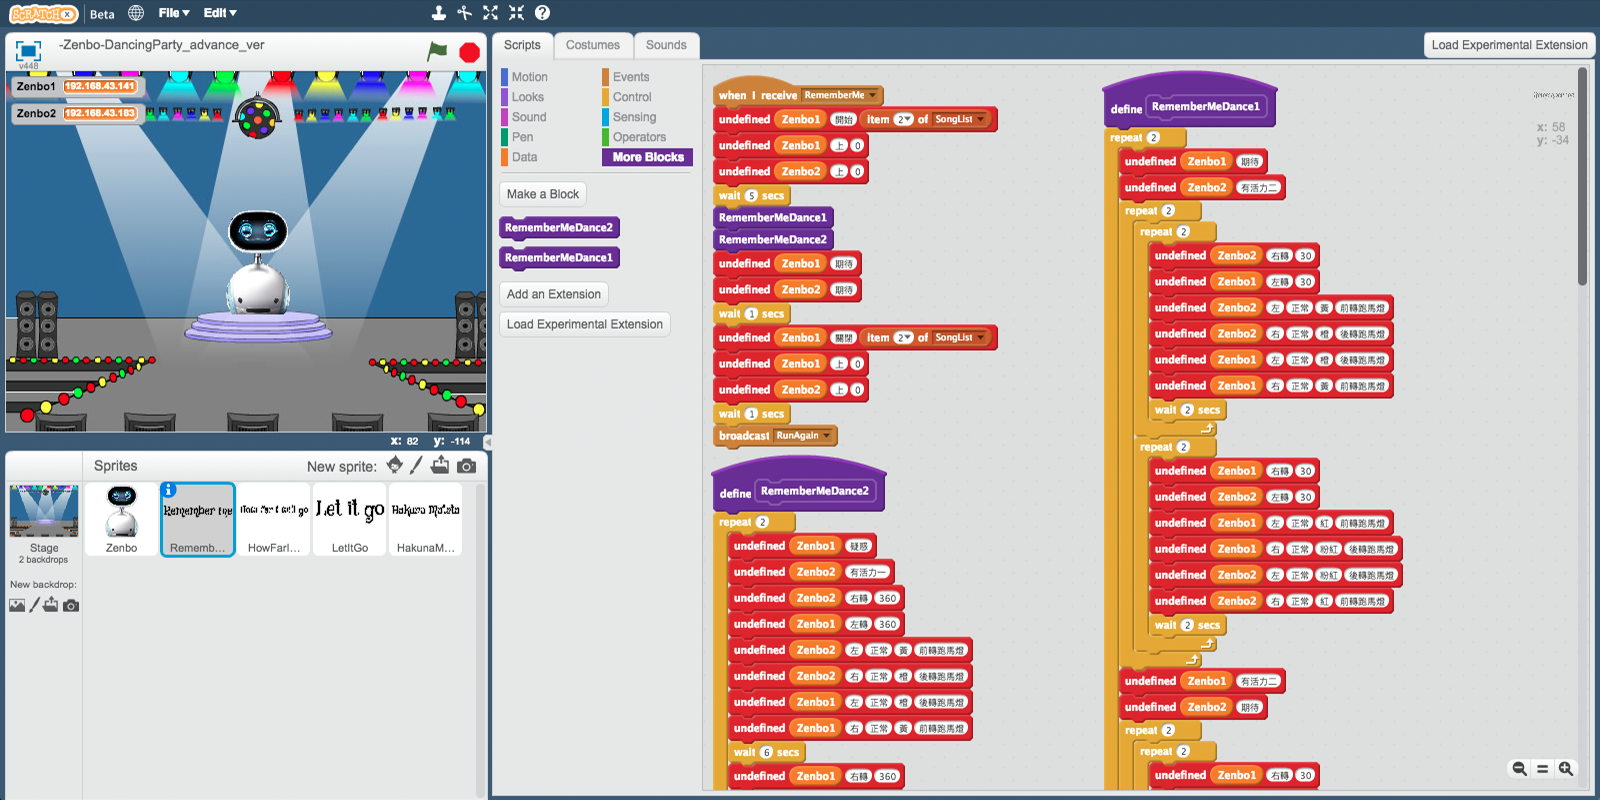 SCRATCHX
Beta
File
Edit
-Zenbo-DancingParty_advance_ver
v448
Zenbo1 192.168.43.141
Zenbo2 192.168.43.183
x: 82 y: -114
Sprites
New sprite:
Stage
2 backdrops
New backdrop:
Zenbo
Remember me
Rememb...
HowFarI...
Let it go
LetItGo
Hakuna Matata
HakunaM...
Scripts
Costumes
Sounds
Load Experimental Extension
Motion
Looks
Sound
Pen
Data
Events
Control
Sensing
Operators
More Blocks
Make a Block
RememberMeDance2
RememberMeDance1
Add an Extension
Load Experimental Extension
when I receive RememberMe
undefined Zenbo1 開始 item 2 of SongList
undefined Zenbo1 上 0
undefined Zenbo2 上 0
wait 5 secs
RememberMeDance1
RememberMeDance2
undefined Zenbo1 期待
undefined Zenbo2 期待
wait 1 secs
undefined Zenbo1 關閉 item 2 of SongList
undefined Zenbo1 上 0
undefined Zenbo2 上 0
wait 1 secs
broadcast RunAgain
define RememberMeDance2
repeat 2
undefined Zenbo1 疑惑
undefined Zenbo2 有活力一
undefined Zenbo2 右轉 360
undefined Zenbo1 左轉 360
undefined Zenbo2 左 正常 黃 前轉跑馬燈
undefined Zenbo2 右 正常 橙 後轉跑馬燈
undefined Zenbo1 左 正常 橙 後轉跑馬燈
undefined Zenbo1 右 正常 黃 前轉跑馬燈
wait 6 secs
undefined Zenbo1 右轉 360
define RememberMeDance1
repeat 2
undefined Zenbo1 期待
undefined Zenbo2 有活力二
repeat 2
repeat 2
undefined Zenbo2 右轉 30
undefined Zenbo1 左轉 30
undefined Zenbo2 左 正常 黃 前轉跑馬燈
undefined Zenbo2 右 正常 橙 後轉跑馬燈
undefined Zenbo1 左 正常 橙 後轉跑馬燈
undefined Zenbo1 右 正常 黃 前轉跑馬燈
wait 2 secs
repeat 2
undefined Zenbo1 右轉 30
undefined Zenbo2 左轉 30
undefined Zenbo1 左 正常 紅 前轉跑馬燈
undefined Zenbo1 右 正常 粉紅 後轉跑馬燈
undefined Zenbo2 左 正常 粉紅 後轉跑馬燈
undefined Zenbo2 右 正常 紅 前轉跑馬燈
wait 2 secs
undefined Zenbo1 有活力二
undefined Zenbo2 期待
repeat 2
repeat 2
undefined Zenbo1 右轉 30
x: 58
y: -34